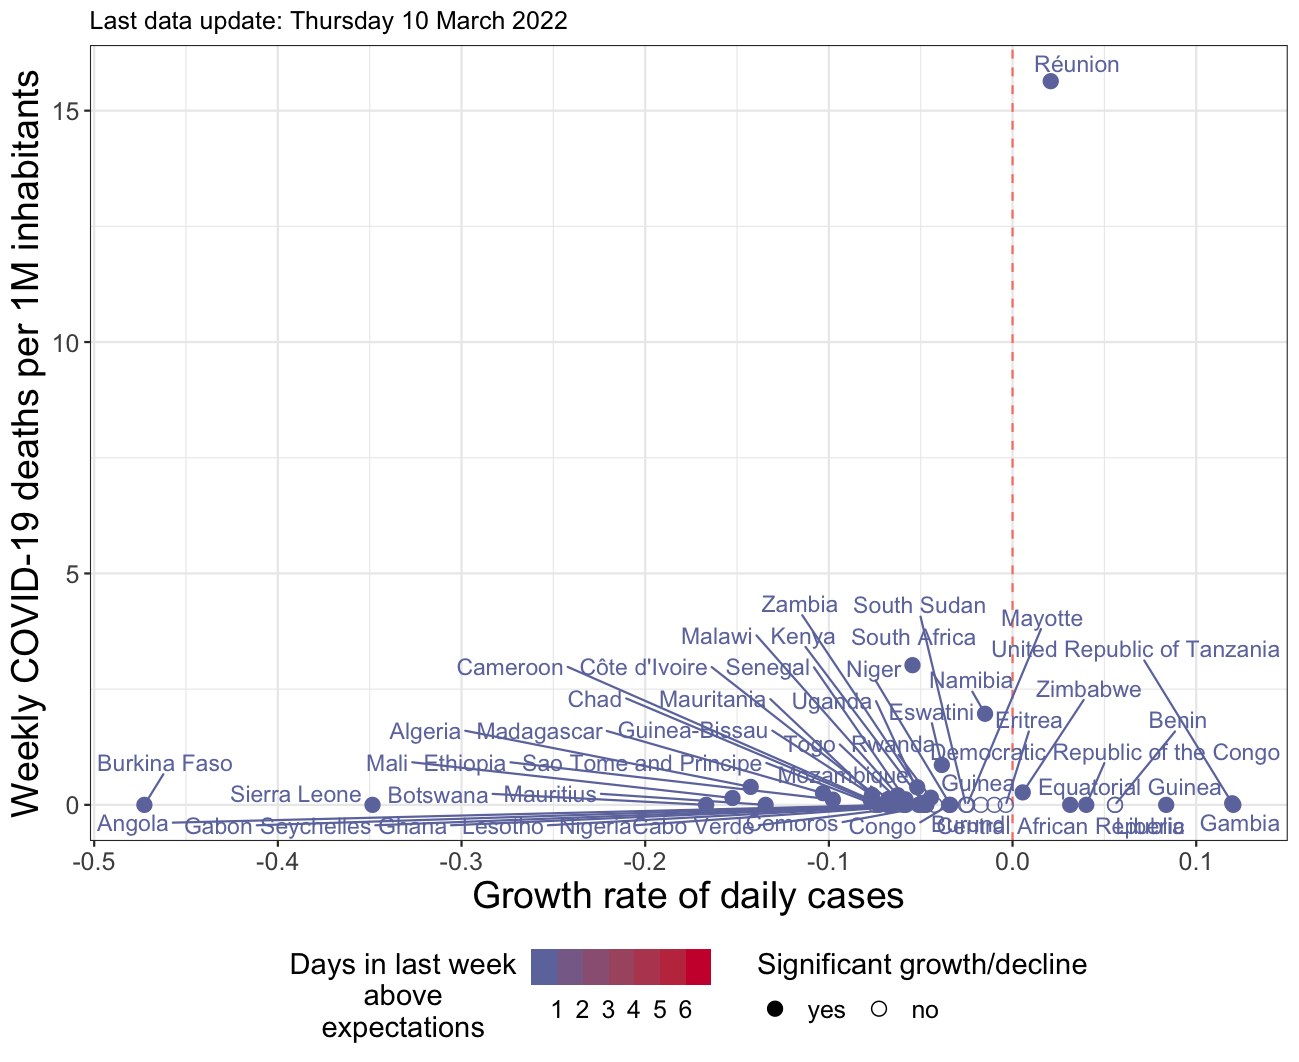 Last data update: Thursday 10 March 2022
Weekly COVID-19 deaths per 1M inhabitants
15
10
5
0
Réunion
Zambia
South Sudan
Mayotte
Malawi
Kenya
South Africa
United Republic of Tanzania
Cameroon
Côte d'Ivoire
Senegal
Niger
Namibia
Zimbabwe
Chad
Mauritania
Uganda
Eswatini
Eritrea
Benin
Algeria
Madagascar
Guinea-Bissau
Togo
Rwanda
Democratic Republic of the Congo
Burkina Faso
Mali
Ethiopia
Sao Tome and Principe
Mozambique
Guinea
Equatorial Guinea
Sierra Leone
Botswana
Mauritius
Angola
Gabon
Seychelles
Ghana
Lesotho
Nigeria
Cabo Verde
Comoros
Congo
Burundi
Central African Republic
Liberia
Gambia
-0.5
-0.4
-0.3
-0.2
-0.1
0.0
0.1
Growth rate of daily cases
Days in last week
above
expectations
1 2 3 4 5 6
Significant growth/decline
yes
no